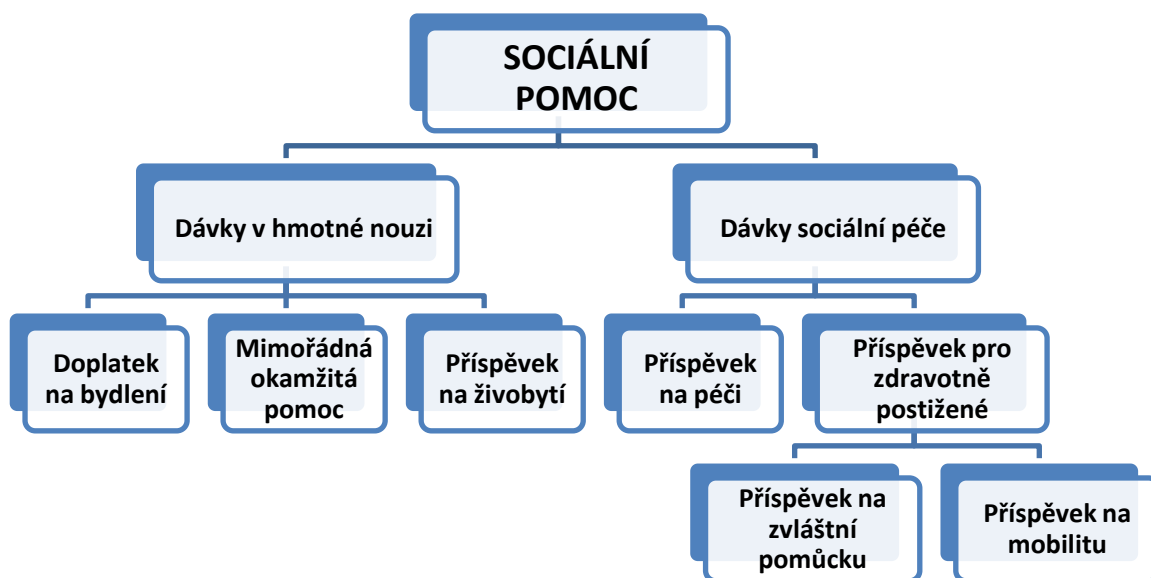 SOCIÁLNÍ
POMOC
Dávky v hmotné nouzi
Dávky sociální péče
Doplatek
na bydlení
Mimořádná
okamžitá
pomoc
Příspěvek
na živobytí
Příspěvek
na péči
Příspěvek pro
zdravotně
postižené
Příspěvek na
zvláštní
pomůcku
Příspěvek na
mobilitu